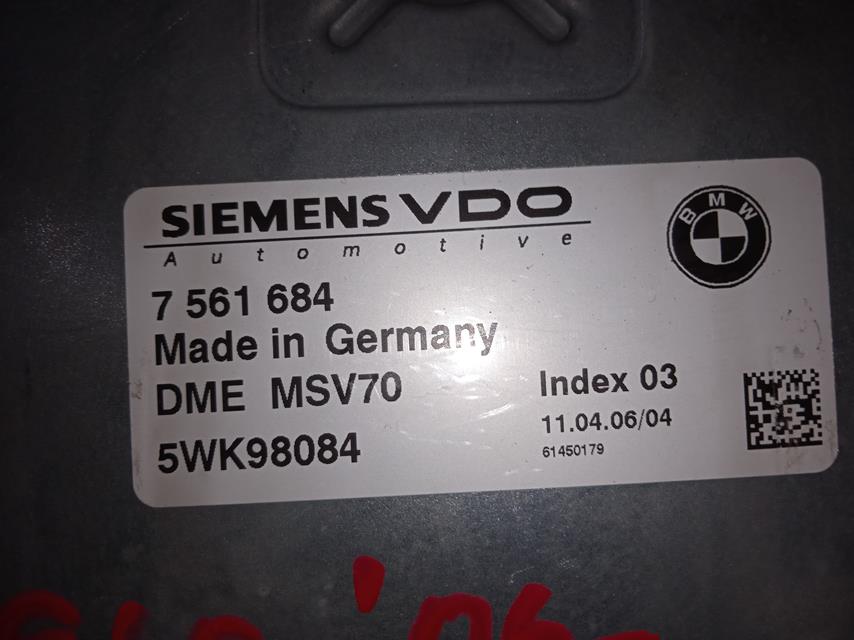 SIEMENS VDO
Automotive
BMW
7 561 684
Made in Germany
DME MSV70
Index 03
5WK98084
11.04.06/04
61450179